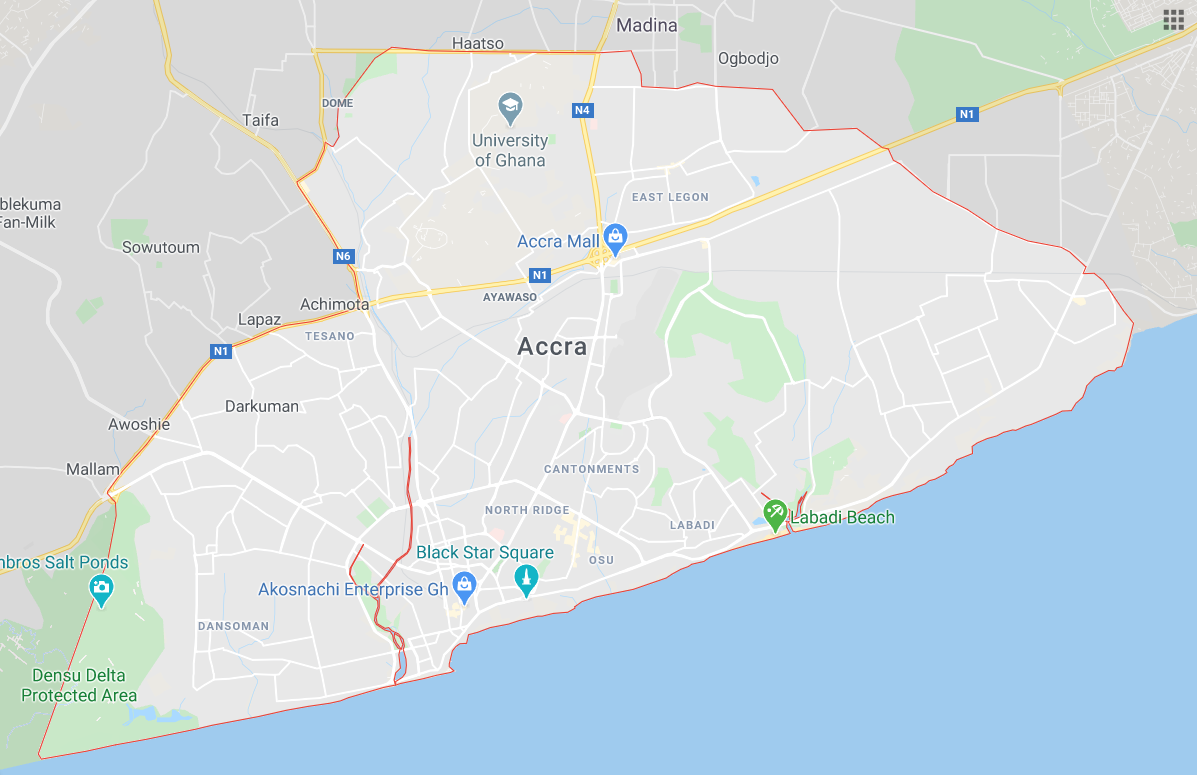 Madina
Haatso
Ogbodjo
DOME
N4
N1
Taifa
University
of Ghana
EAST LEGON
blekuma
Fan-Milk
Sowutoum
Accra Mall
N6
N1
AYAWASO
Achimota
Lapaz
TESANO
N1
Accra
Darkuman
Awoshie
Mallam
CANTONMENTS
NORTH RIDGE
LABADI
Labadi Beach
Black Star Square
OSU
nbros Salt Ponds
Akosnachi Enterprise Gh
DANSOMAN
Densu Delta
Protected Area